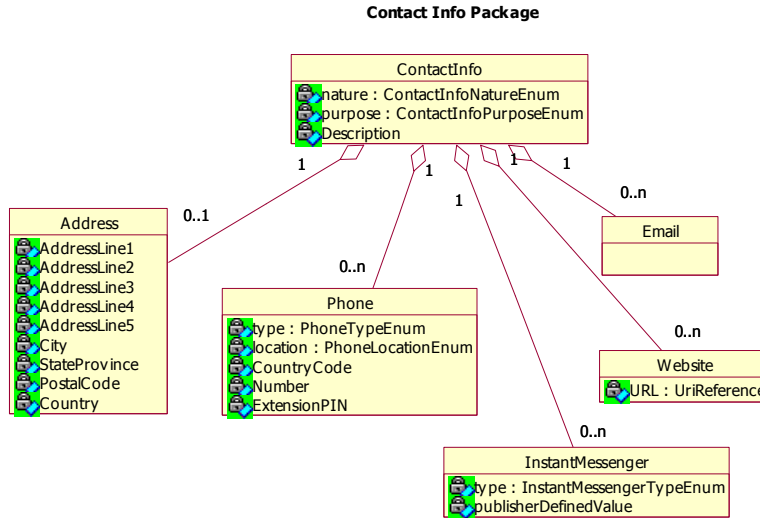 Contact Info Package
ContactInfo
nature : ContactInfoNatureEnum
purpose : ContactInfoPurposeEnum
Description
1
1
1
1
1
0..1
0..n
0..n
0..n
0..n
Address
AddressLine1
AddressLine2
AddressLine3
AddressLine4
AddressLine5
City
StateProvince
PostalCode
Country
Email
Phone
type : PhoneTypeEnum
location : PhoneLocationEnum
CountryCode
Number
ExtensionPIN
Website
URL : UriReference
InstantMessenger
type : InstantMessengerTypeEnum
publisherDefinedValue